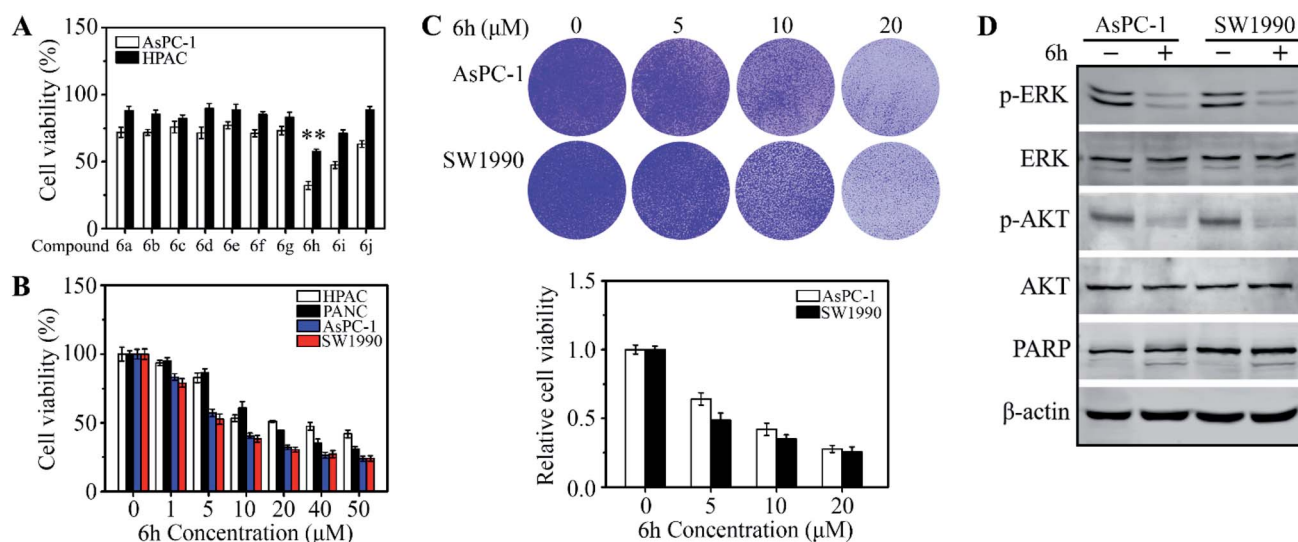 A
Cell viability (%)
150
100
50
0
AsPC-1
HPAC
**
Compound 6a 6b 6c 6d 6e 6f 6g 6h 6i 6j
B
Cell viability (%)
150
100
50
0
HPAC
PANC
AsPC-1
SW1990
0 1 5 10 20 40 50
6h Concentration (μM)
C
6h (μM) 0 5 10 20
AsPC-1
SW1990
Relative cell viability
1.5
1.0
0.5
0.0
AsPC-1
SW1990
0 5 10 20
6h Concentration (μM)
D
AsPC-1 SW1990
6h − + − +
p-ERK
ERK
p-AKT
AKT
PARP
β-actin